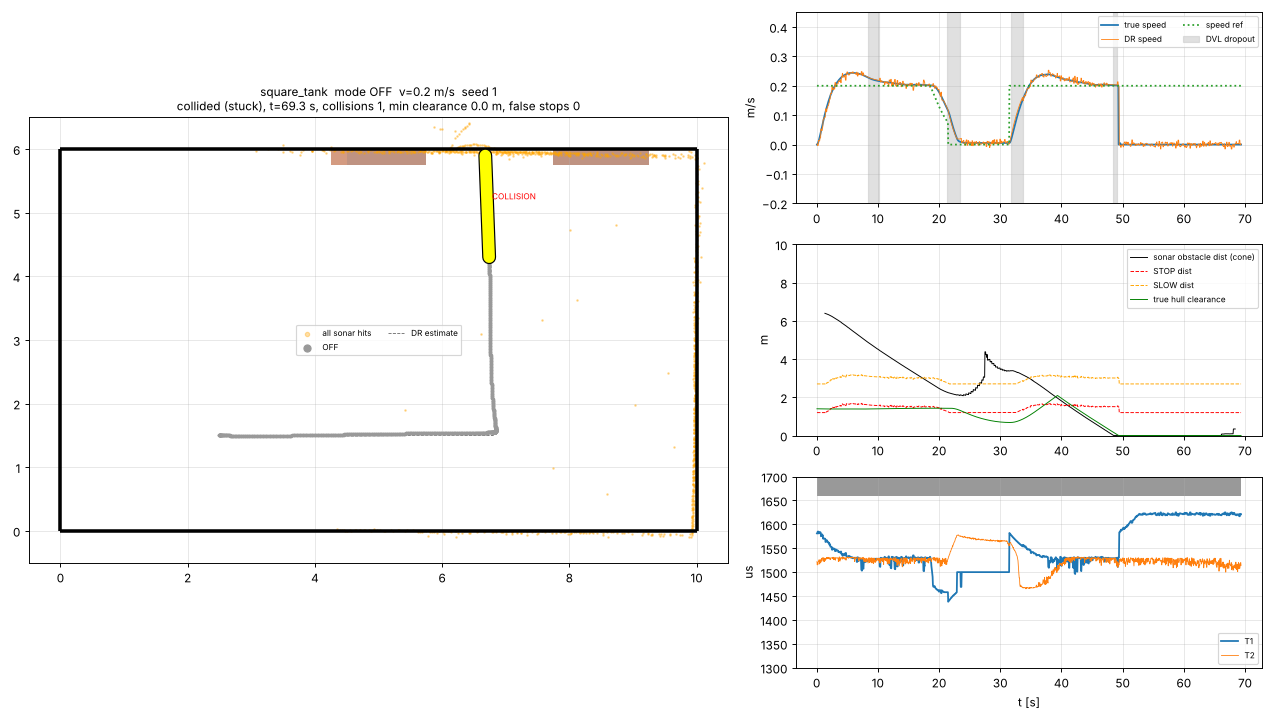 square_tank  mode OFF  v=0.2 m/s  seed 1
collided (stuck), t=69.3 s, collisions 1, min clearance 0.0 m, false stops 0
6
5
4
3
2
1
0
0
2
4
6
8
10
COLLISION
all sonar hits
OFF
DR estimate
m/s
0.4
0.3
0.2
0.1
0.0
−0.1
−0.2
0
10
20
30
40
50
60
70
true speed
DR speed
speed ref
DVL dropout
m
10
8
6
4
2
0
0
10
20
30
40
50
60
70
sonar obstacle dist (cone)
STOP dist
SLOW dist
true hull clearance
us
1700
1650
1600
1550
1500
1450
1400
1350
1300
0
10
20
30
40
50
60
70
T1
T2
t [s]